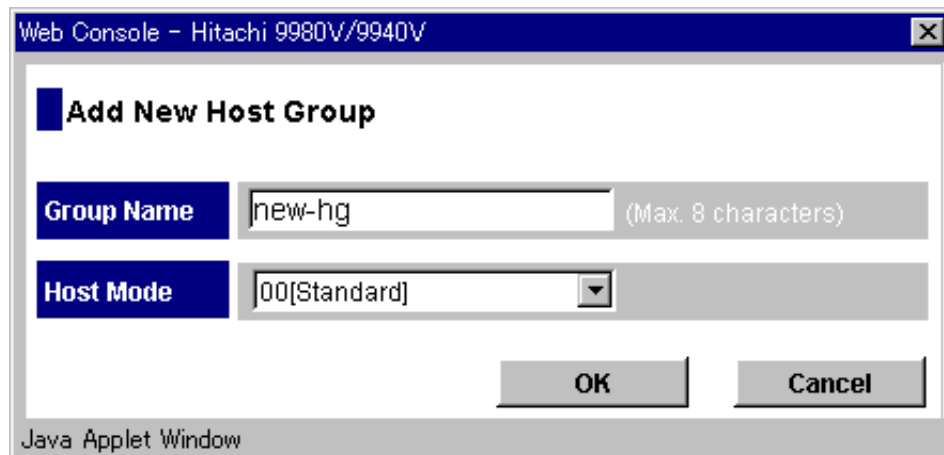 Web Console - Hitachi 9980V/9940V
Add New Host Group
Group Name new-hg (Max. 8 characters)
Host Mode 00[Standard]
OK Cancel
Java Applet Window